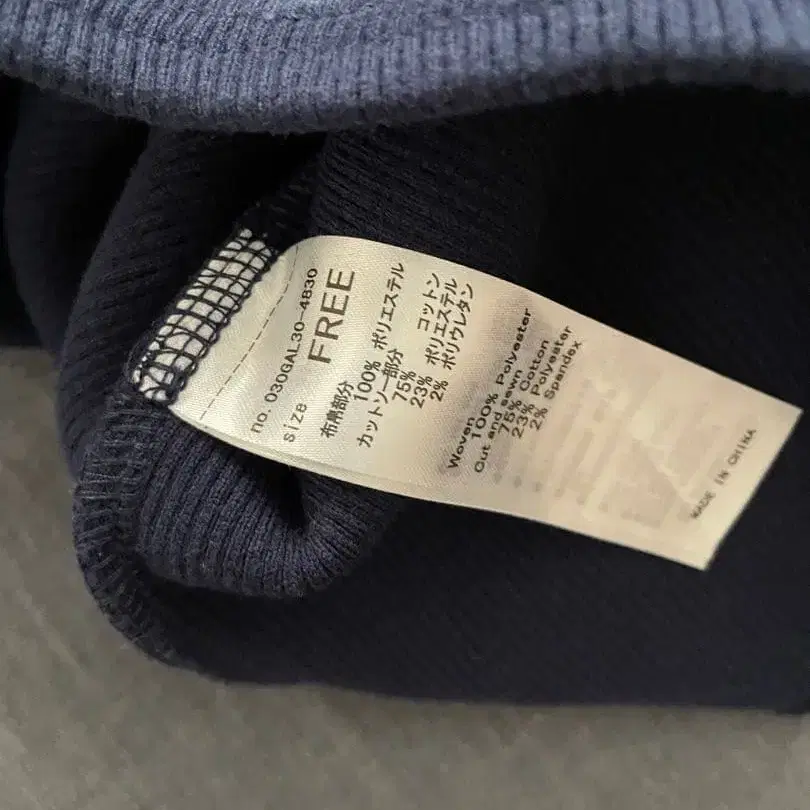 no. 030GAL30-4830
size FREE
布帛部分
100% ポリエステル
カットソー部分
75% コットン
23% ポリエステル
2% ポリウレタン
Woven
100% Polyester
Cut and sewn
75% Cotton
23% Polyester
2% Spandex
MADE IN CHINA